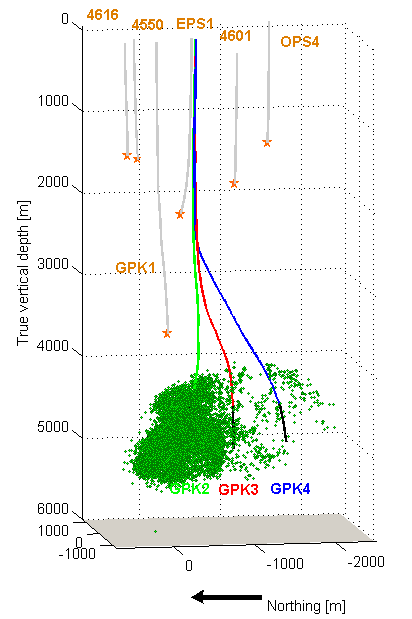 4616
4550
EPS1
4601
OPS4
0
1000
2000
3000
4000
5000
6000
True vertical depth [m]
GPK1
GPK2
GPK3
GPK4
1000
0
-1000
0
-1000
-2000
Northing [m]